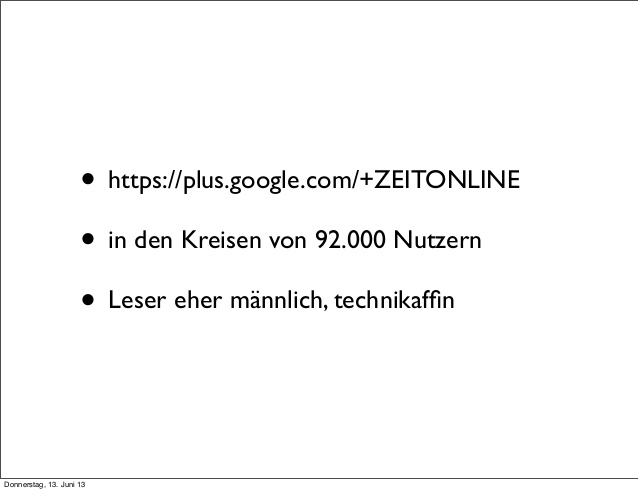 • https://plus.google.com/+ZEITONLINE
• in den Kreisen von 92.000 Nutzern
• Leser eher männlich, technikaffin
Donnerstag, 13. Juni 13